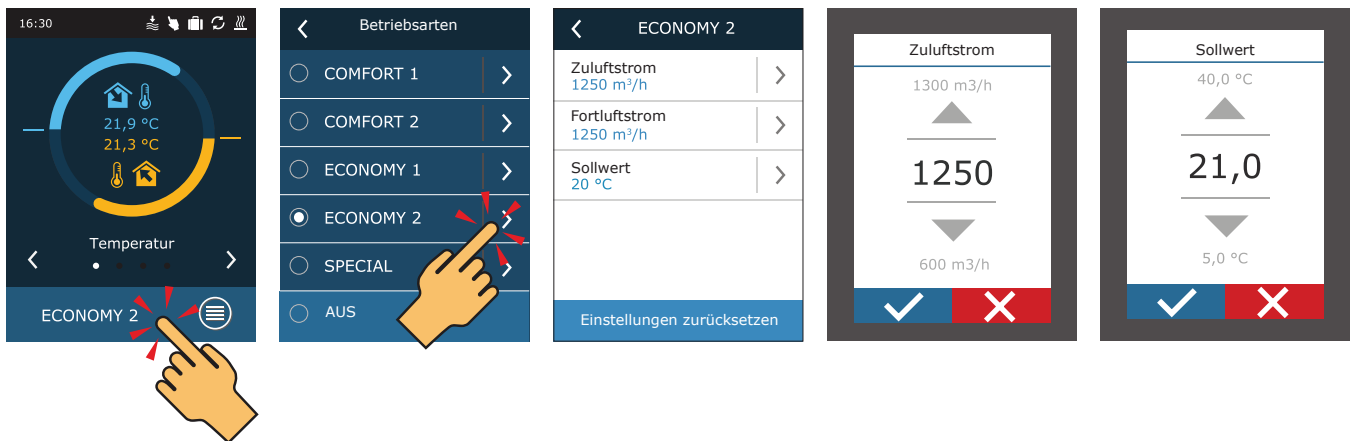 16:30
21,9 °C
21,3 °C
Temperatur
ECONOMY 2
Betriebsarten
COMFORT 1
COMFORT 2
ECONOMY 1
ECONOMY 2
SPECIAL
AUS
ECONOMY 2
Zuluftstrom
1250 m³/h
Fortluftstrom
1250 m³/h
Sollwert
20 °C
Einstellungen zurücksetzen
Zuluftstrom
1300 m3/h
1250
600 m3/h
Sollwert
40,0 °C
21,0
5,0 °C